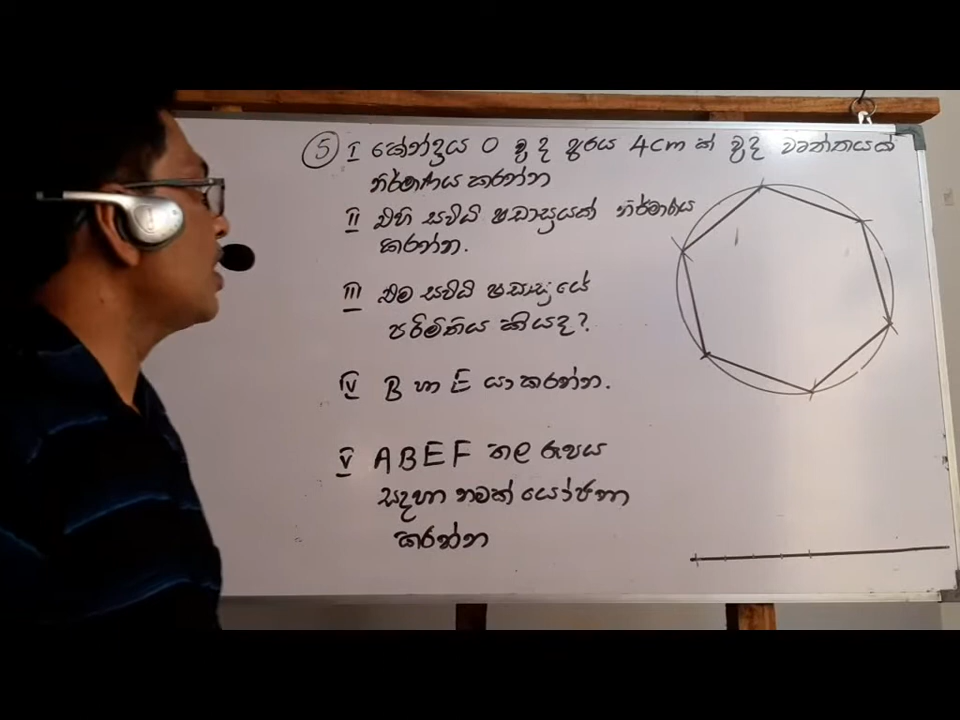 5 I කේන්ද්‍රය O වූ ද අරය 4cm ක් වූ ද වෘත්තයක්
නිර්මාණය කරන්න
II එහි සවිධි ෂඩාස්‍රයක් නිර්මාණය
කරන්න.
III එම සවිධි ෂඩාස්‍රයේ
පරිමිතිය කීයද?
IV B හා E යා කරන්න.
V ABEF තල රූපය
සඳහා නමක් යෝජනා
කරන්න